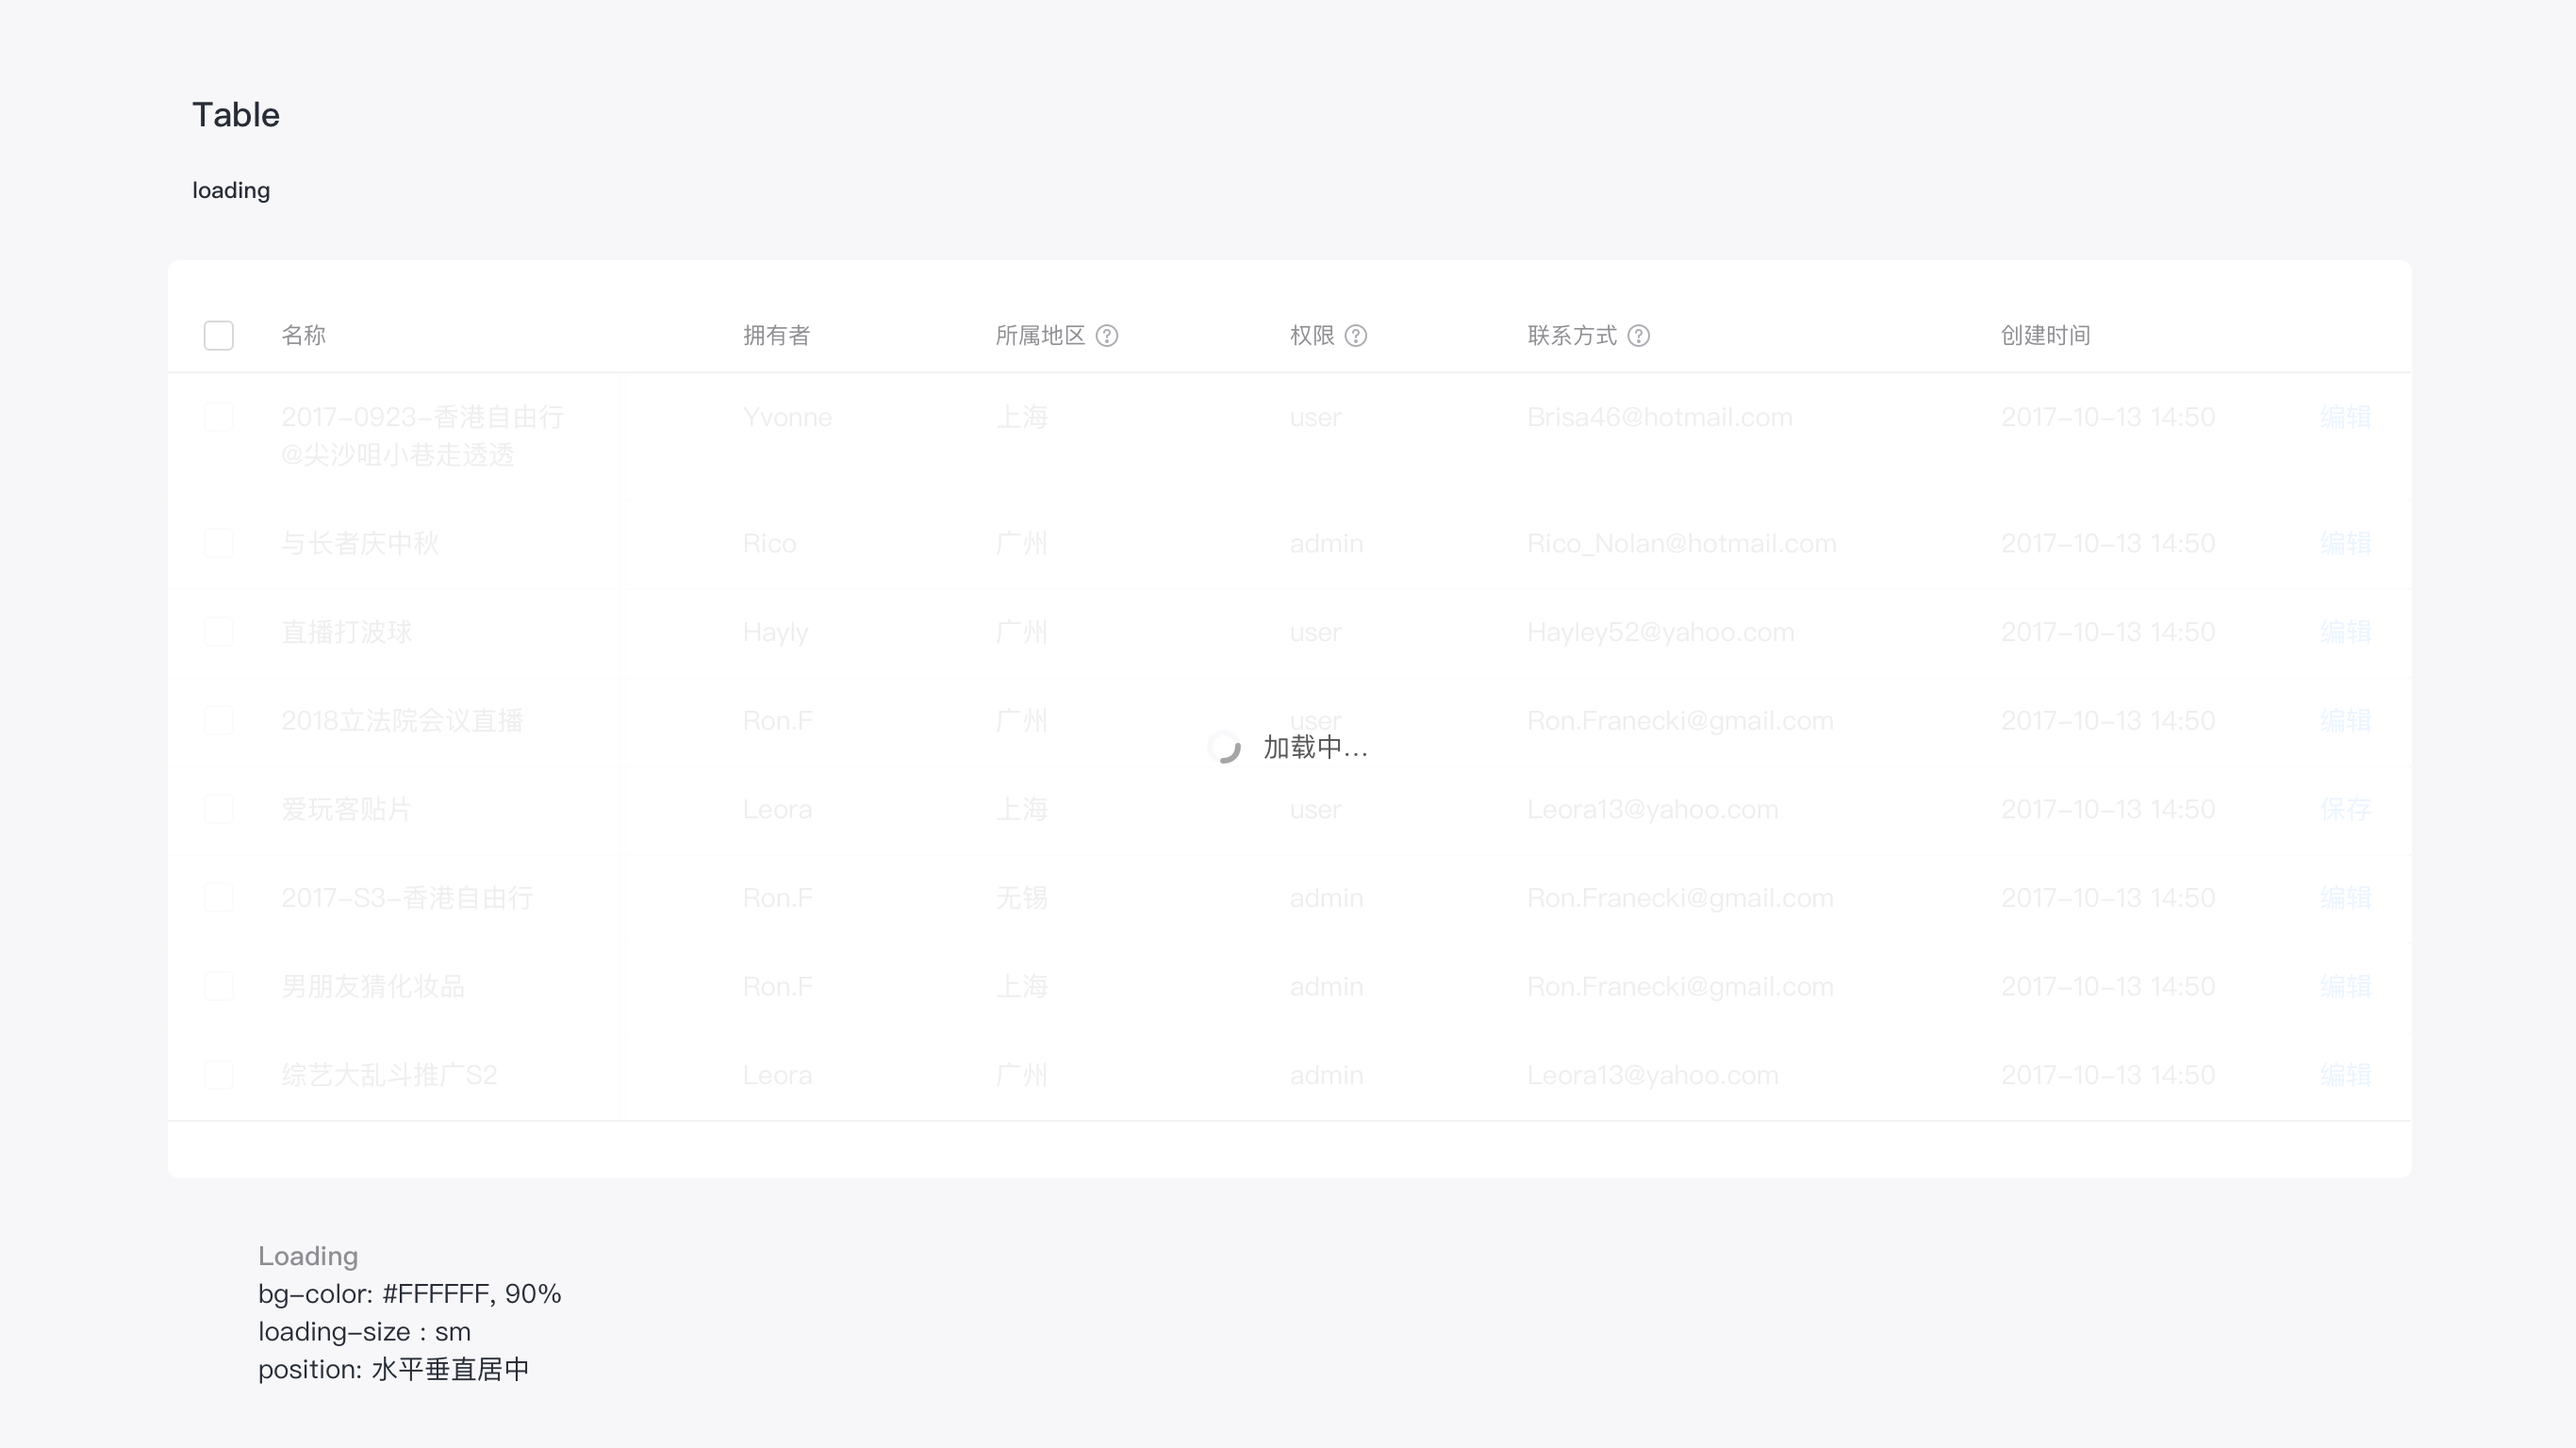 Table
loading
名称 拥有者 所属地区 权限 联系方式 创建时间
2017-0923-香港自由行 Yvonne 上海 user Brisa46@hotmail.com 2017-10-13 14:50 编辑
@尖沙咀小巷走透透
与长者庆中秋 Rico 广州 admin Rico_Nolan@hotmail.com 2017-10-13 14:50 编辑
直播打波球 Hayly 广州 user Hayley52@yahoo.com 2017-10-13 14:50 编辑
2018立法院会议直播 Ron.F 广州 user Ron.Franecki@gmail.com 2017-10-13 14:50 编辑
加载中...
爱玩客贴片 Leora 上海 user Leora13@yahoo.com 2017-10-13 14:50 保存
2017-S3-香港自由行 Ron.F 无锡 admin Ron.Franecki@gmail.com 2017-10-13 14:50 编辑
男朋友猜化妆品 Ron.F 上海 admin Ron.Franecki@gmail.com 2017-10-13 14:50 编辑
综艺大乱斗推广S2 Leora 广州 admin Leora13@yahoo.com 2017-10-13 14:50 编辑
Loading
bg-color: #FFFFFF, 90%
loading-size : sm
position: 水平垂直居中